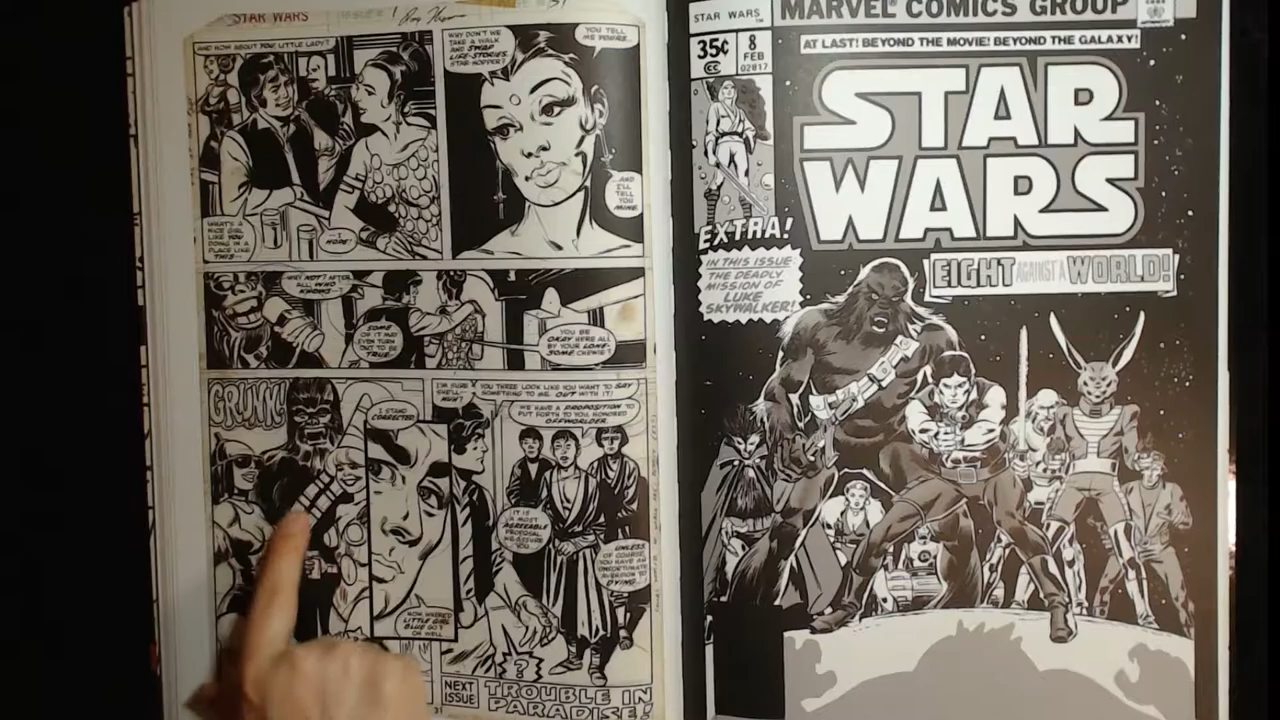 STAR WARS
AND NOW ABOUT YOU, LITTLE LADY?
WHAT'S A
NICE GIRL
LIKE YOU
DOING IN A
PLACE LIKE
THIS--
I
HOPE!
WHY DON'T WE
TAKE A WALK
AND SWAP
LIFE-STORIES,
STAR-HOPPER?
YOU TELL
ME YOURS...
...AND
I'LL
TELL
YOU
MINE.
WHY NOT? AFTER
ALL, WHO
KNOWS--?
SOME
OF IT MAY
EVEN TURN
OUT TO BE
TRUE.
YOU BE
OKAY HERE ALL
BY YOUR LONE-
SOME, CHEWIE?
GRUNK!
I STAND
CORRECTED.
NOW, WHERE'D
LITTLE GIRL
BLUE GO?
OH WELL
I'M SURE
SHE'LL--
HUH?
YOU THREE LOOK LIKE YOU WANT TO SAY
SOMETHING TO ME. OUT WITH IT!
WE HAVE A PROPOSITION TO
PUT FORTH TO YOU, HONORED
OFFWORLDER.
IT IS
A MOST
AGREEABLE
PROPOSAL,
WE ASSURE
YOU
UNLESS,
OF COURSE,
YOU HAVE AN
UNFORTUNATE
AVERSION TO
DYING.
?
NEXT
ISSUE
TROUBLE IN
PARADISE!
31
STAR WARS™
MARVEL® COMICS GROUP
35¢
CC
8
FEB
02817
AT LAST! BEYOND THE MOVIE! BEYOND THE GALAXY!
STAR
WARS
EXTRA!
IN THIS ISSUE:
THE DEADLY
MISSION OF
LUKE
SKYWALKER!
EIGHT AGAINST A WORLD!